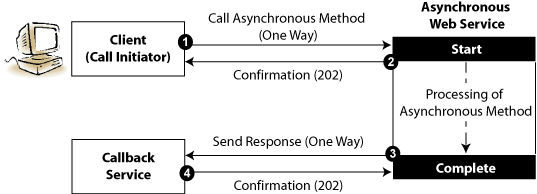 Call Asynchronous Method
(One Way)
Asynchronous
Web Service
Client
(Call Initiator)
1
Start
2
Confirmation (202)
Processing of
Asynchronous Method
Send Response (One Way)
3
Callback
Service
4
Complete
Confirmation (202)